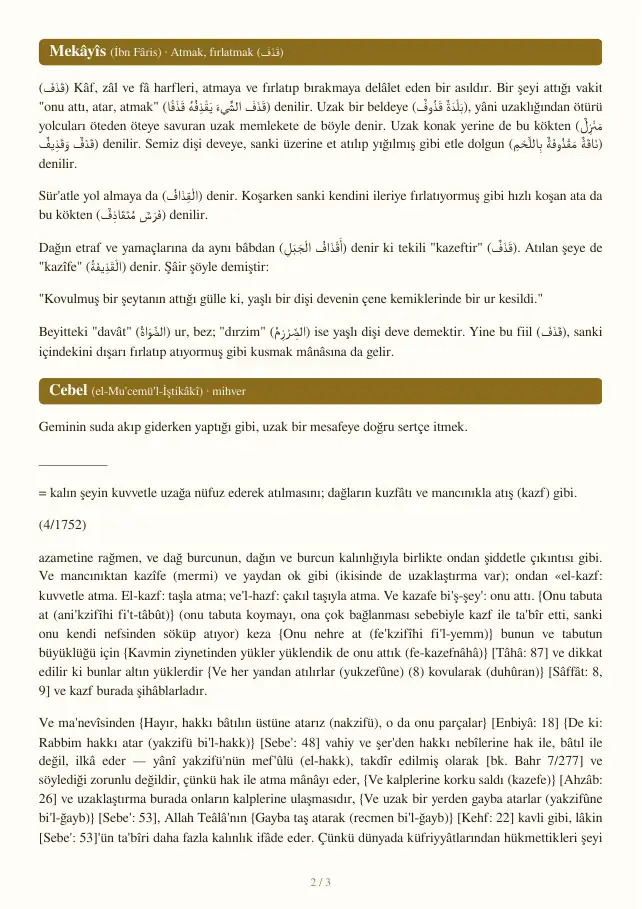 Mekâyîs (İbn Fâris) · Atmak, fırlatmak (قَذَفَ)
(قَذَفَ) Kâf, zâl ve fâ harfleri, atmaya ve fırlatıp bırakmaya delâlet eden bir asıldır. Bir şeyi attığı vakit
"onu attı, atar, atmak" (قَذَفَ الشَّيْءَ يَقْذِفُهُ قَذْفًا) denilir. Uzak bir beldeye (بَلْدَةٌ قَذُوفٌ), yâni uzaklığından ötürü
yolcuları öteden öteye savuran uzak memlekete de böyle denir. Uzak konak yerine de bu kökten (مَنْزِلٌ
قَذَفٌ وَقَذِيفٌ) denilir. Semiz dişi deveye, sanki üzerine et atılıp yığılmış gibi etle dolgun (نَاقَةٌ مَقْذُوفَةٌ بِاللَّحْمِ)
denilir.
Sür'atle yol almaya da (الْقِذَافُ) denir. Koşarken sanki kendini ileriye fırlatıyormuş gibi hızlı koşan ata da
bu kökten (فَرَسٌ مُتَقَاذِفٌ) denilir.
Dağın etraf ve yamaçlarına da aynı bâbdan (أَقْذَافُ الْجَبَلِ) denir ki tekili "kazeftir" (قَذَفٌ). Atılan şeye de
"kazîfe" (الْقَذِيفَةُ) denir. Şâir şöyle demiştir:
"Kovulmuş bir şeytanın attığı gülle ki, yaşlı bir dişi devenin çene kemiklerinde bir ur kesildi."
Beyitteki "davât" (الضَّوَاةُ) ur, bez; "dırzim" (الضِّرْزِمُ) ise yaşlı dişi deve demektir. Yine bu fiil (قَذَفَ), sanki
içindekini dışarı fırlatıp atıyormuş gibi kusmak mânâsına da gelir.
Cebel (el-Mu'cemü'l-İştikâkî) · mihver
Geminin suda akıp giderken yaptığı gibi, uzak bir mesafeye doğru sertçe itmek.
= kalın şeyin kuvvetle uzağa nüfuz ederek atılmasını; dağların kuzfâtı ve mancınıkla atış (kazf) gibi.
(4/1752)
azametine rağmen, ve dağ burcunun, dağın ve burcun kalınlığıyla birlikte ondan şiddetle çıkıntısı gibi.
Ve mancınıktan kazîfe (mermi) ve yaydan ok gibi (ikisinde de uzaklaştırma var); ondan «el-kazf:
kuvvetle atma. El-kazf: taşla atma; ve'l-hazf: çakıl taşıyla atma. Ve kazafe bi'ş-şey': onu attı. {Onu tabuta
at (ani'kzifîhi fi't-tâbût)} (onu tabuta koymayı, ona çok bağlanması sebebiyle kazf ile ta'bîr etti, sanki
onu kendi nefsinden söküp atıyor) keza {Onu nehre at (fe'kzifîhi fi'l-yemm)} bunun ve tabutun
büyüklüğü için {Kavmin ziynetinden yükler yüklendik de onu attık (fe-kazefnâhâ)} [Tâhâ: 87] ve dikkat
edilir ki bunlar altın yüklerdir {Ve her yandan atılırlar (yukzefûne) (8) kovularak (duhûran)} [Sâffât: 8,
9] ve kazf burada şihâblarladır.
Ve ma'nevîsinden {Hayır, hakkı bâtılın üstüne atarız (nakzifü), o da onu parçalar} [Enbiyâ: 18] {De ki:
Rabbim hakkı atar (yakzifü bi'l-hakk)} [Sebe': 48] vahiy ve şer'den hakkı nebîlerine hak ile, bâtıl ile
değil, ilkâ eder — yânî yakzifü'nün mef'ûlü (el-hakk), takdîr edilmiş olarak [bk. Bahr 7/277] ve
söylediği zorunlu değildir, çünkü hak ile atma mânâyı eder, {Ve kalplerine korku saldı (kazefe)} [Ahzâb:
26] ve uzaklaştırma burada onların kalplerine ulaşmasıdır, {Ve uzak bir yerden gayba atarlar (yakzifûne
bi'l-ğayb)} [Sebe': 53], Allah Teâlâ'nın {Gayba taş atarak (recmen bi'l-ğayb)} [Kehf: 22] kavli gibi, lâkin
[Sebe': 53]'ün ta'bîri daha fazla kalınlık ifâde eder. Çünkü dünyada küfriyyâtlarından hükmettikleri şeyi
2 / 3